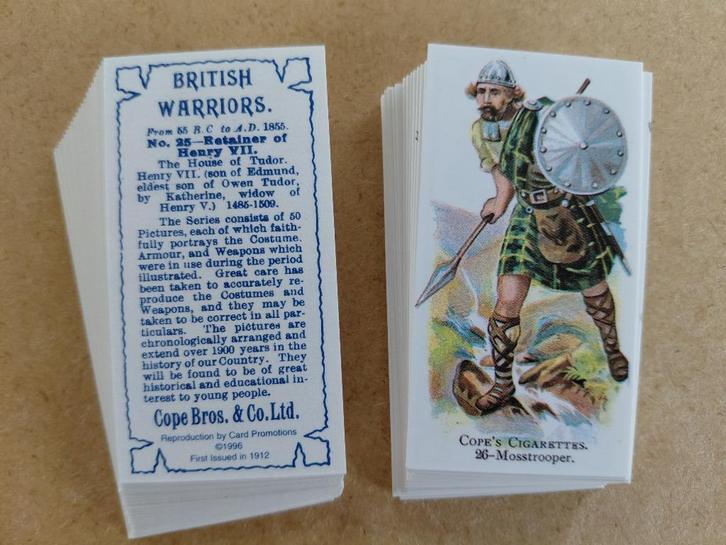 BRITISH
WARRIORS.
From 55 B.C to A.D. 1855.
No. 25—Retainer of
Henry VII.
The House of Tudor.
Henry VII. (son of Edmund,
eldest son of Owen Tudor,
by Katherine, widow of
Henry V.) 1485-1509.
The Series consists of 50
Pictures, each of which faith-
fully portrays the Costume.
Armour, and Weapons which
were in use during the period
illustrated. Great care has
been taken to accurately re-
produce the Costumes and
Weapons, and they may be
taken to be correct in all par-
ticulars. The pictures are
chronologically arranged and
extend over 1900 years in the
history of our Country. They
will be found to be of great
historical and educational in-
terest to young people.
Cope Bros. & Co. Ltd.
Reproduction by Card Promotions
©1996
First Issued in 1912
COPE'S CIGARETTES.
26-Mosstrooper.